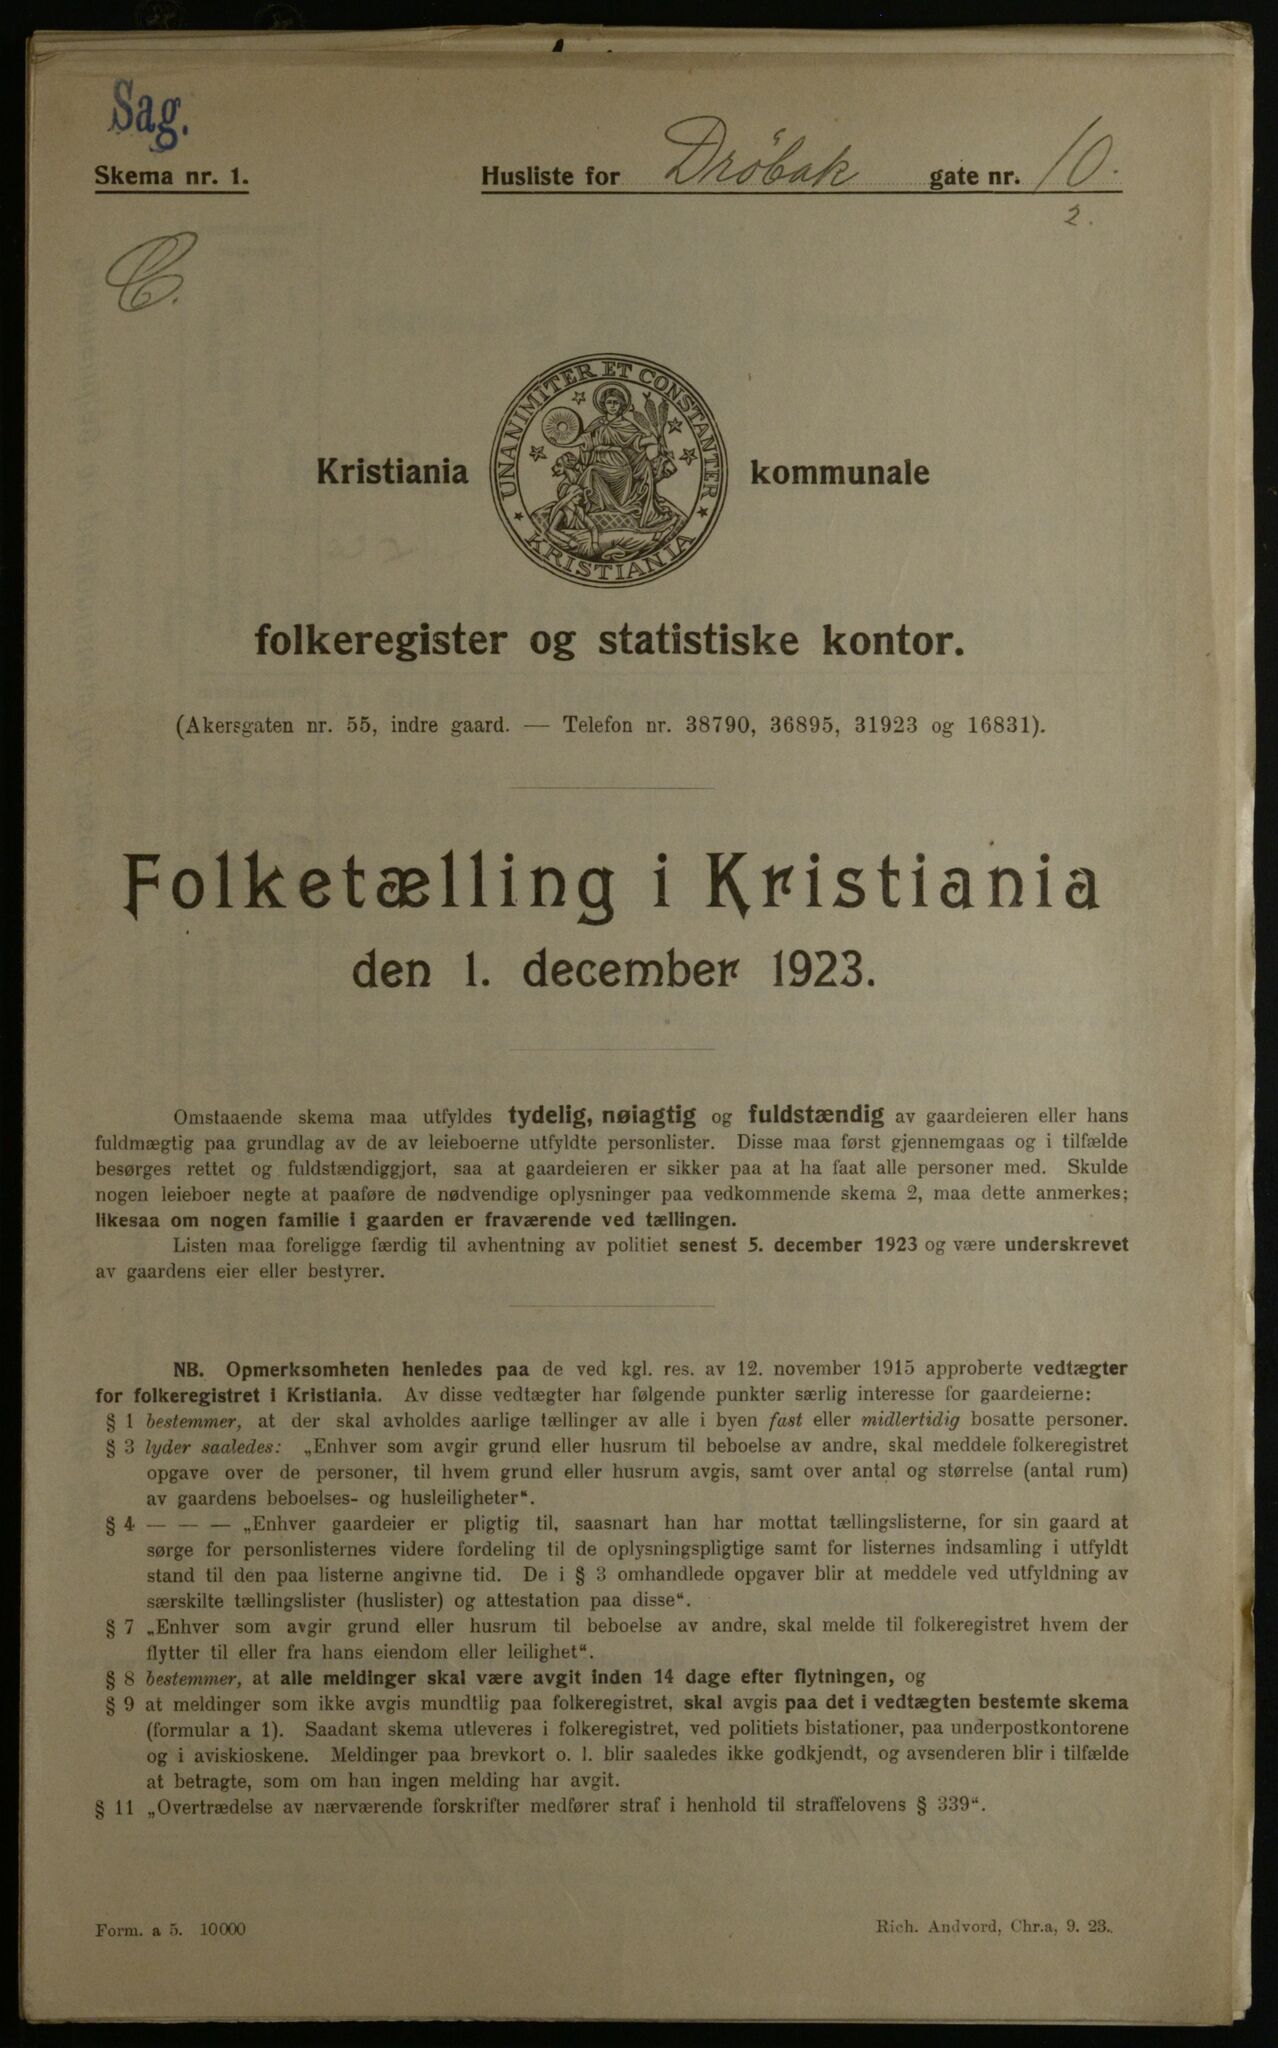 Sag.
Skema nr. 1.
Husliste for Dröbak gate nr. 10.
2.
C.
UNANIMITER ET CONSTANTER
KRISTIANIA
Kristiania kommunale
folkeregister og statistiske kontor.
(Akersgaten nr. 55, indre gaard. — Telefon nr. 38790, 36895, 31923 og 16831).
Folketælling i Kristiania
den 1. december 1923.
Omstaaende skema maa utfyldes tydelig, nøiagtig og fuldstændig av gaardeieren eller hans
fuldmægtig paa grundlag av de av leieboerne utfyldte personlister. Disse maa først gjennemgaas og i tilfælde
besørges rettet og fuldstændiggjort, saa at gaardeieren er sikker paa at ha faat alle personer med. Skulde
nogen leieboer negte at paaføre de nødvendige oplysninger paa vedkommende skema 2, maa dette anmerkes;
likesaa om nogen familie i gaarden er fraværende ved tællingen.
Listen maa foreligge færdig til avhentning av politiet senest 5. december 1923 og være underskrevet
av gaardens eier eller bestyrer.
NB. Opmerksomheten henledes paa de ved kgl. res. av 12. november 1915 approberte vedtægter
for folkeregistret i Kristiania. Av disse vedtægter har følgende punkter særlig interesse for gaardeierne:
§ 1 bestemmer, at der skal avholdes aarlige tællinger av alle i byen fast eller midlertidig bosatte personer.
§ 3 lyder saaledes: „Enhver som avgir grund eller husrum til beboelse av andre, skal meddele folkeregistret
opgave over de personer, til hvem grund eller husrum avgis, samt over antal og størrelse (antal rum)
av gaardens beboelses- og husleiligheter“.
§ 4 — — — „Enhver gaardeier er pligtig til, saasnart han har mottat tællingslisterne, for sin gaard at
sørge for personlisternes videre fordeling til de oplysningspligtige samt for listernes indsamling i utfyldt
stand til den paa listerne angivne tid. De i § 3 omhandlede opgaver blir at meddele ved utfyldning av
særskilte tællingslister (huslister) og attestation paa disse“.
§ 7 „Enhver som avgir grund eller husrum til beboelse av andre, skal melde til folkeregistret hvem der
flytter til eller fra hans eiendom eller leilighet“.
§ 8 bestemmer, at alle meldinger skal være avgit inden 14 dage efter flytningen, og
§ 9 at meldinger som ikke avgis mundtlig paa folkeregistret, skal avgis paa det i vedtægten bestemte skema
(formular a 1). Saadant skema utleveres i folkeregistret, ved politiets bistationer, paa underpostkontorene
og i aviskioskene. Meldinger paa brevkort o. l. blir saaledes ikke godkjendt, og avsenderen blir i tilfælde
at betragte, som om han ingen melding har avgit.
§ 11 „Overtrædelse av nærværende forskrifter medfører straf i henhold til straffelovens § 339“.
Form. a 5. 10000
Rich. Andvord, Chr.a, 9. 23.